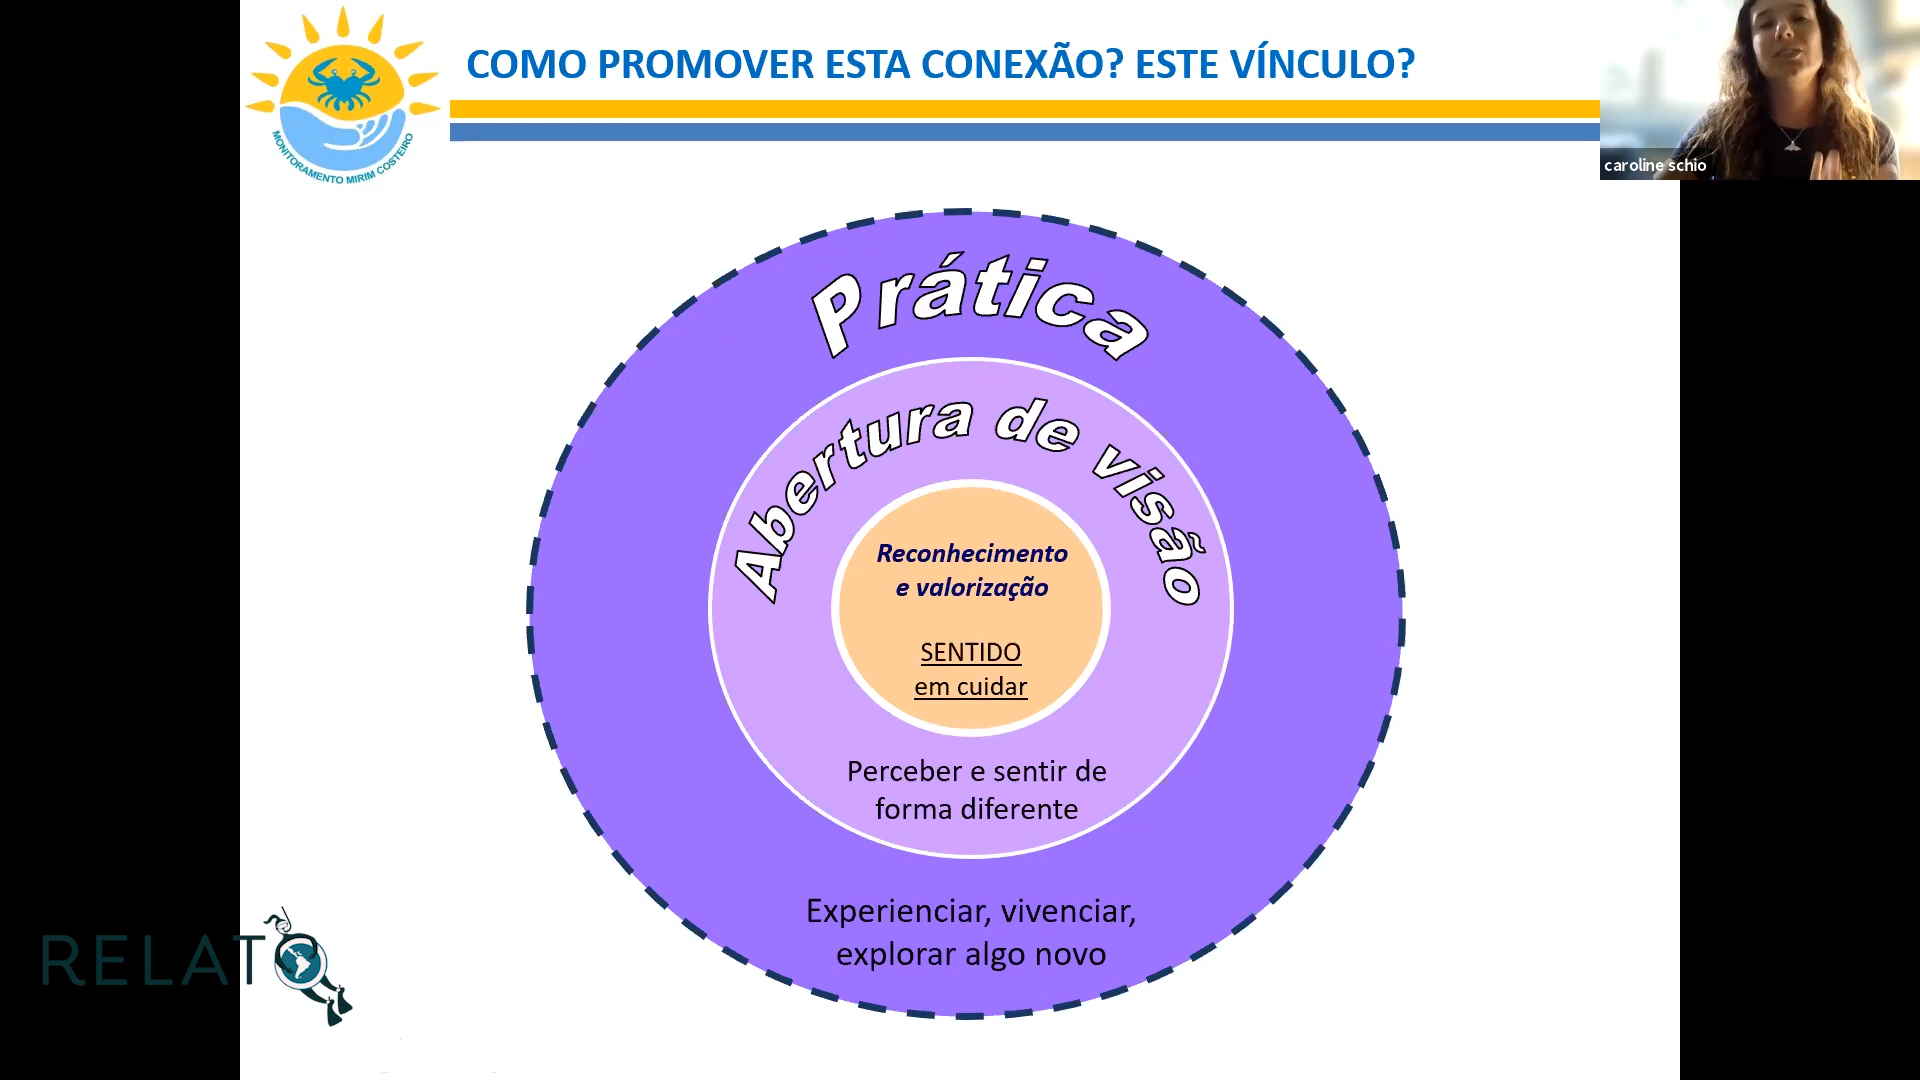 COMO PROMOVER ESTA CONEXÃO? ESTE VÍNCULO?
MONITORAMENTO MIRIM COSTEIRO
caroline schio
Prática
Abertura de visão
Reconhecimento
e valorização
SENTIDO
em cuidar
Perceber e sentir de
forma diferente
Experienciar, vivenciar,
explorar algo novo
RELATO